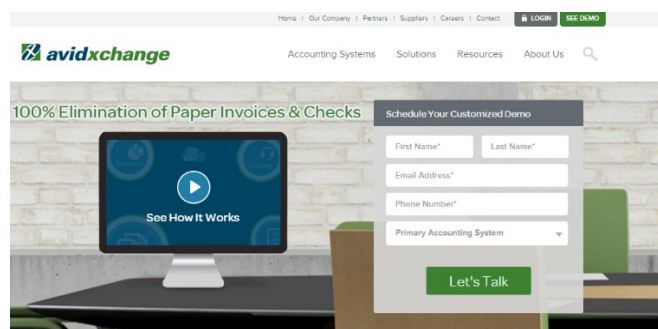 Home | Our Company | Partners | Suppliers | Careers | Contact LOGIN SEE DEMO
avidxchange Accounting Systems Solutions Resources About Us
100% Elimination of Paper Invoices & Checks
See How It Works
Schedule Your Customized Demo
First Name* Last Name*
Email Address*
Phone Number*
Primary Accounting System
Let's Talk